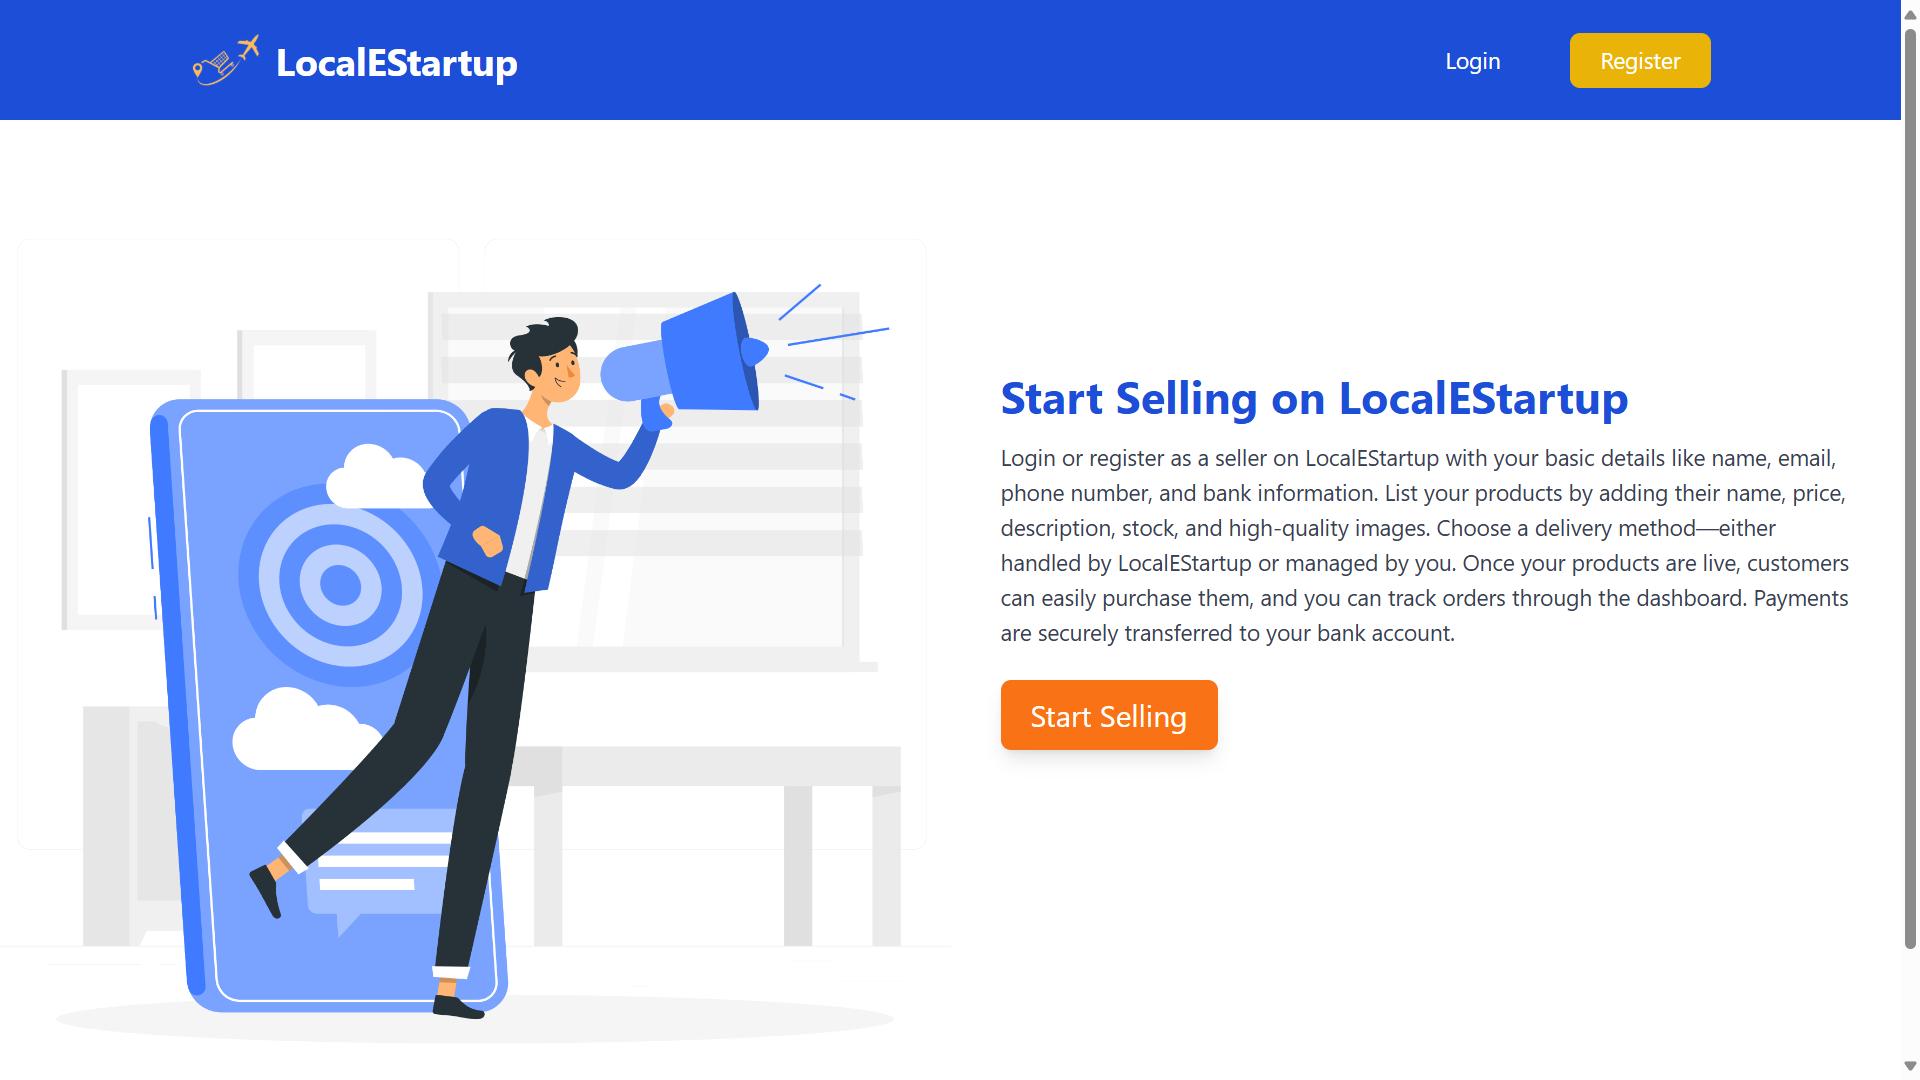 LocalEStartup
Login
Register
Start Selling on LocalEStartup
Login or register as a seller on LocalEStartup with your basic details like name, email,
phone number, and bank information. List your products by adding their name, price,
description, stock, and high-quality images. Choose a delivery method—either
handled by LocalEStartup or managed by you. Once your products are live, customers
can easily purchase them, and you can track orders through the dashboard. Payments
are securely transferred to your bank account.
Start Selling